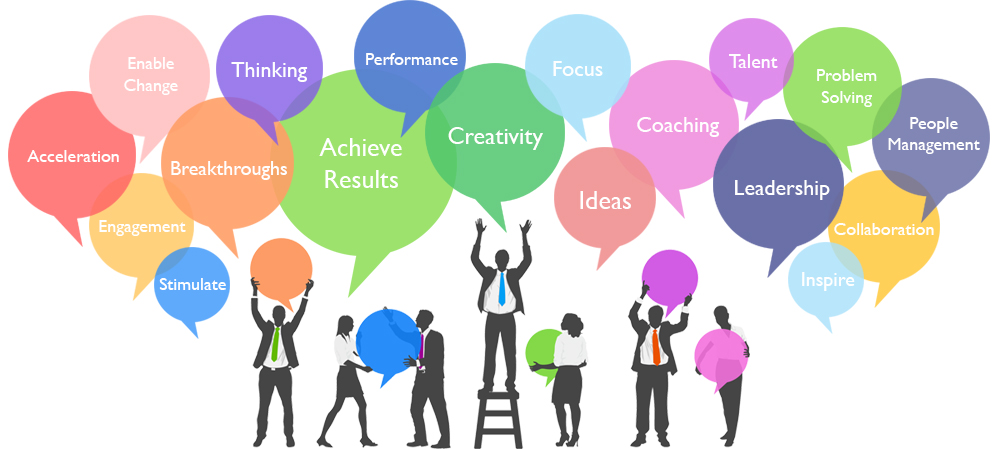 Enable
Change
Thinking
Performance
Focus
Talent
Problem
Solving
People
Management
Acceleration
Breakthroughs
Achieve
Results
Creativity
Coaching
Ideas
Leadership
Engagement
Collaboration
Stimulate
Inspire